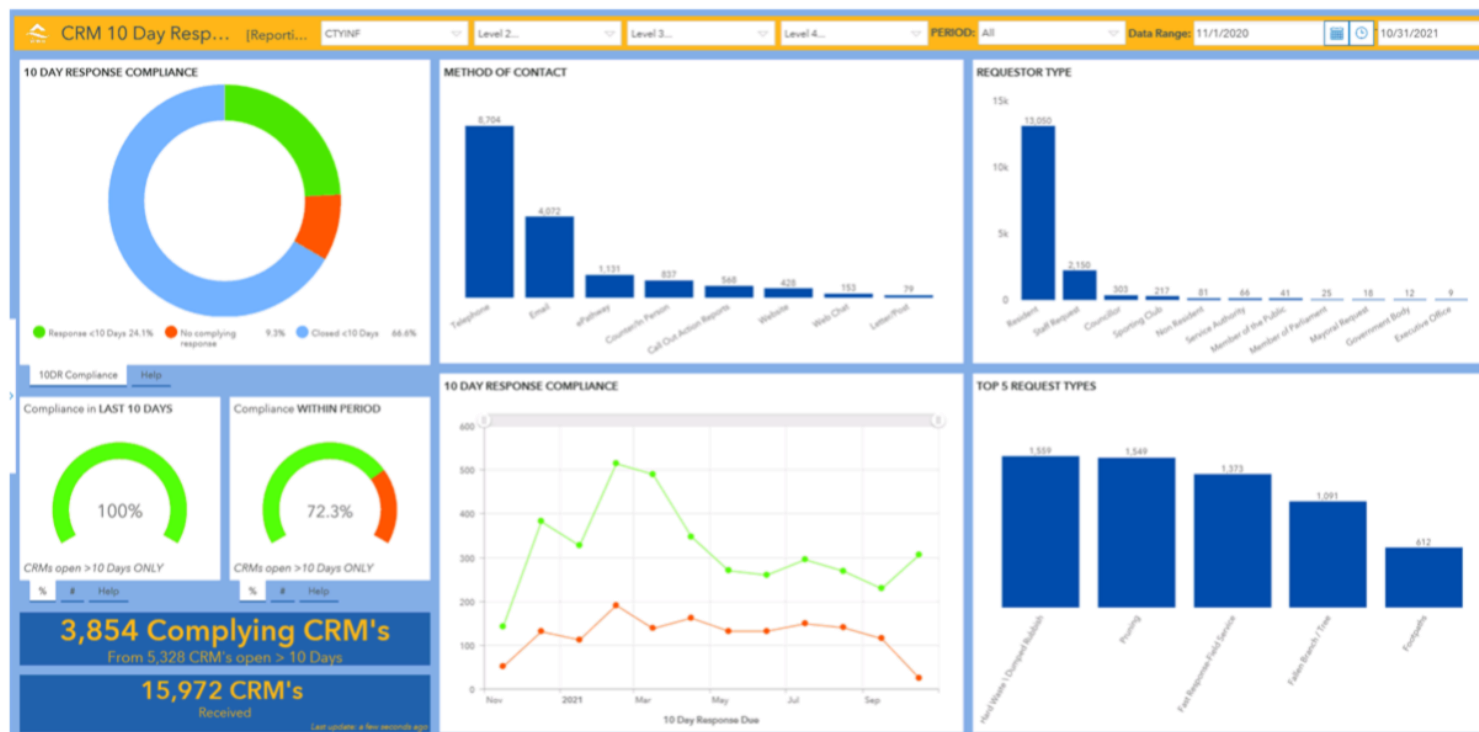 CRM 10 Day Resp... [Reporti... CTYINF Level 2... Level 3... Level 4... PERIOD: All Data Range: 11/1/2020 10/31/2021
10 DAY RESPONSE COMPLIANCE
Response <10 Days 24.1% No complying response 9.3% Closed <10 Days 66.6%
10DR Compliance Help
METHOD OF CONTACT
8,704
4,072
1,131
837
568
428
153
79
Telephone
Email
ePathway
Counter/In Person
Call Out Action Reports
Website
Web Chat
Letter/Post
REQUESTOR TYPE
15k
10k
5k
0
13,050
2,150
303
217
81
66
41
25
18
12
9
Resident
Staff Request
Councillor
Sporting Club
Non Resident
Service Authority
Member of the Public
Member of Parliament
Mayoral Request
Government Body
Executive Office
Compliance in LAST 10 DAYS
100%
CRMs open >10 Days ONLY
% # Help
Compliance WITHIN PERIOD
72.3%
CRMs open >10 Days ONLY
% # Help
3,854 Complying CRM's
From 5,328 CRM's open > 10 Days
15,972 CRM's
Received
Last update: a few seconds ago
10 DAY RESPONSE COMPLIANCE
600
500
400
300
200
100
0
Nov 2021 Mar May Jul Sep
10 Day Response Due
TOP 5 REQUEST TYPES
1,559
1,549
1,373
1,091
612
Hard Waste \ Dumped Rubbish
Pruning
Fast Response-Field Service
Fallen Branch / Tree
Footpaths